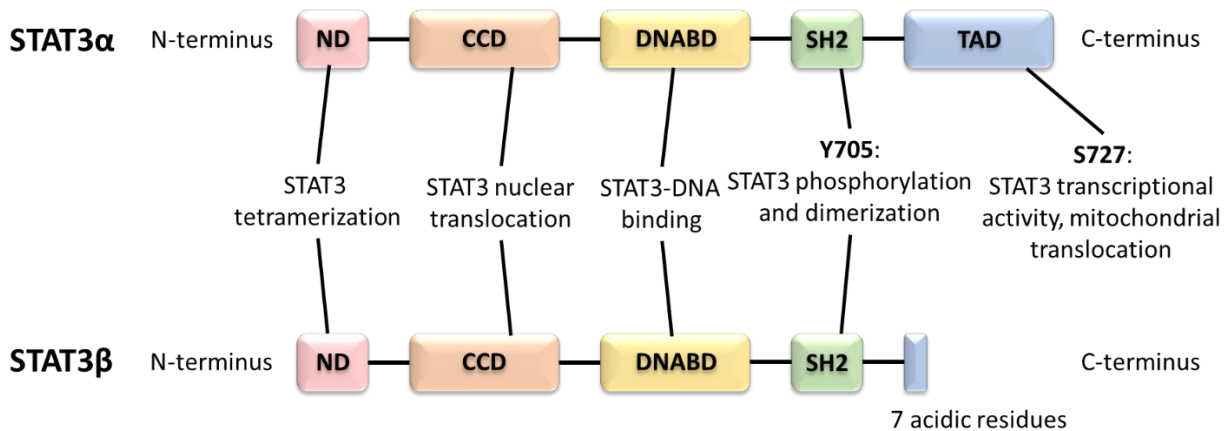 STAT3α N-terminus ND CCD DNABD SH2 TAD C-terminus
STAT3
tetramerization
STAT3 nuclear
translocation
STAT3-DNA
binding
Y705:
STAT3 phosphorylation
and dimerization
S727:
STAT3 transcriptional
activity, mitochondrial
translocation
STAT3β N-terminus ND CCD DNABD SH2 C-terminus
7 acidic residues